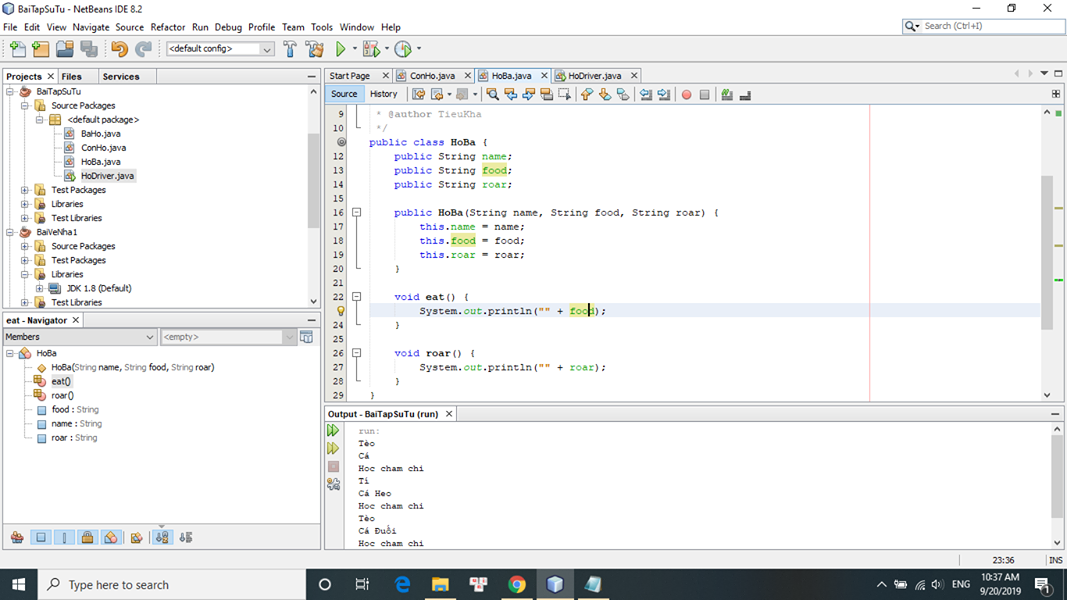 BaiTapSuTu - NetBeans IDE 8.2
File Edit View Navigate Source Refactor Run Debug Profile Team Tools Window Help
<default config>
Search (Ctrl+I)
Projects Files Services
BaiTapSuTu
Source Packages
<default package>
BaHo.java
ConHo.java
HoBa.java
HoDriver.java
Test Packages
Libraries
Test Libraries
BaiVeNha1
Source Packages
Test Packages
Libraries
JDK 1.8 (Default)
Test Libraries
eat - Navigator
Members <empty>
HoBa
HoBa(String name, String food, String roar)
eat()
roar()
food : String
name : String
roar : String
Start Page ConHo.java HoBa.java HoDriver.java
Source History
9 * @author TieuKha
10 */
public class HoBa {
12 public String name;
13 public String food;
14 public String roar;
15
16 public HoBa(String name, String food, String roar) {
17 this.name = name;
18 this.food = food;
19 this.roar = roar;
20 }
21
22 void eat() {
System.out.println("" + food);
24 }
25
26 void roar() {
27 System.out.println("" + roar);
28 }
29 }
Output - BaiTapSuTu (run)
run:
Tèo
Cá
Hoc cham chi
Tí
Cá Heo
Hoc cham chi
Tèo
Cá Đuối
Hoc cham chi
23:36 INS
Type here to search
ENG
10:37 AM
9/20/2019
1